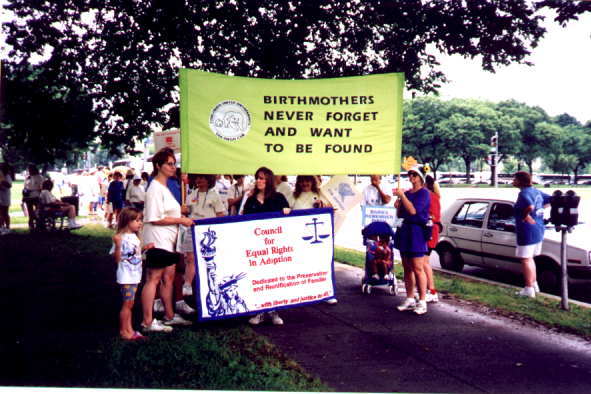 BIRTHMOTHERS
NEVER FORGET
AND WANT
TO BE FOUND
Council
for
Equal Rights
in Adoption
Dedicated to the Preservation
and Reunification of Families
"...with liberty and justice to all."